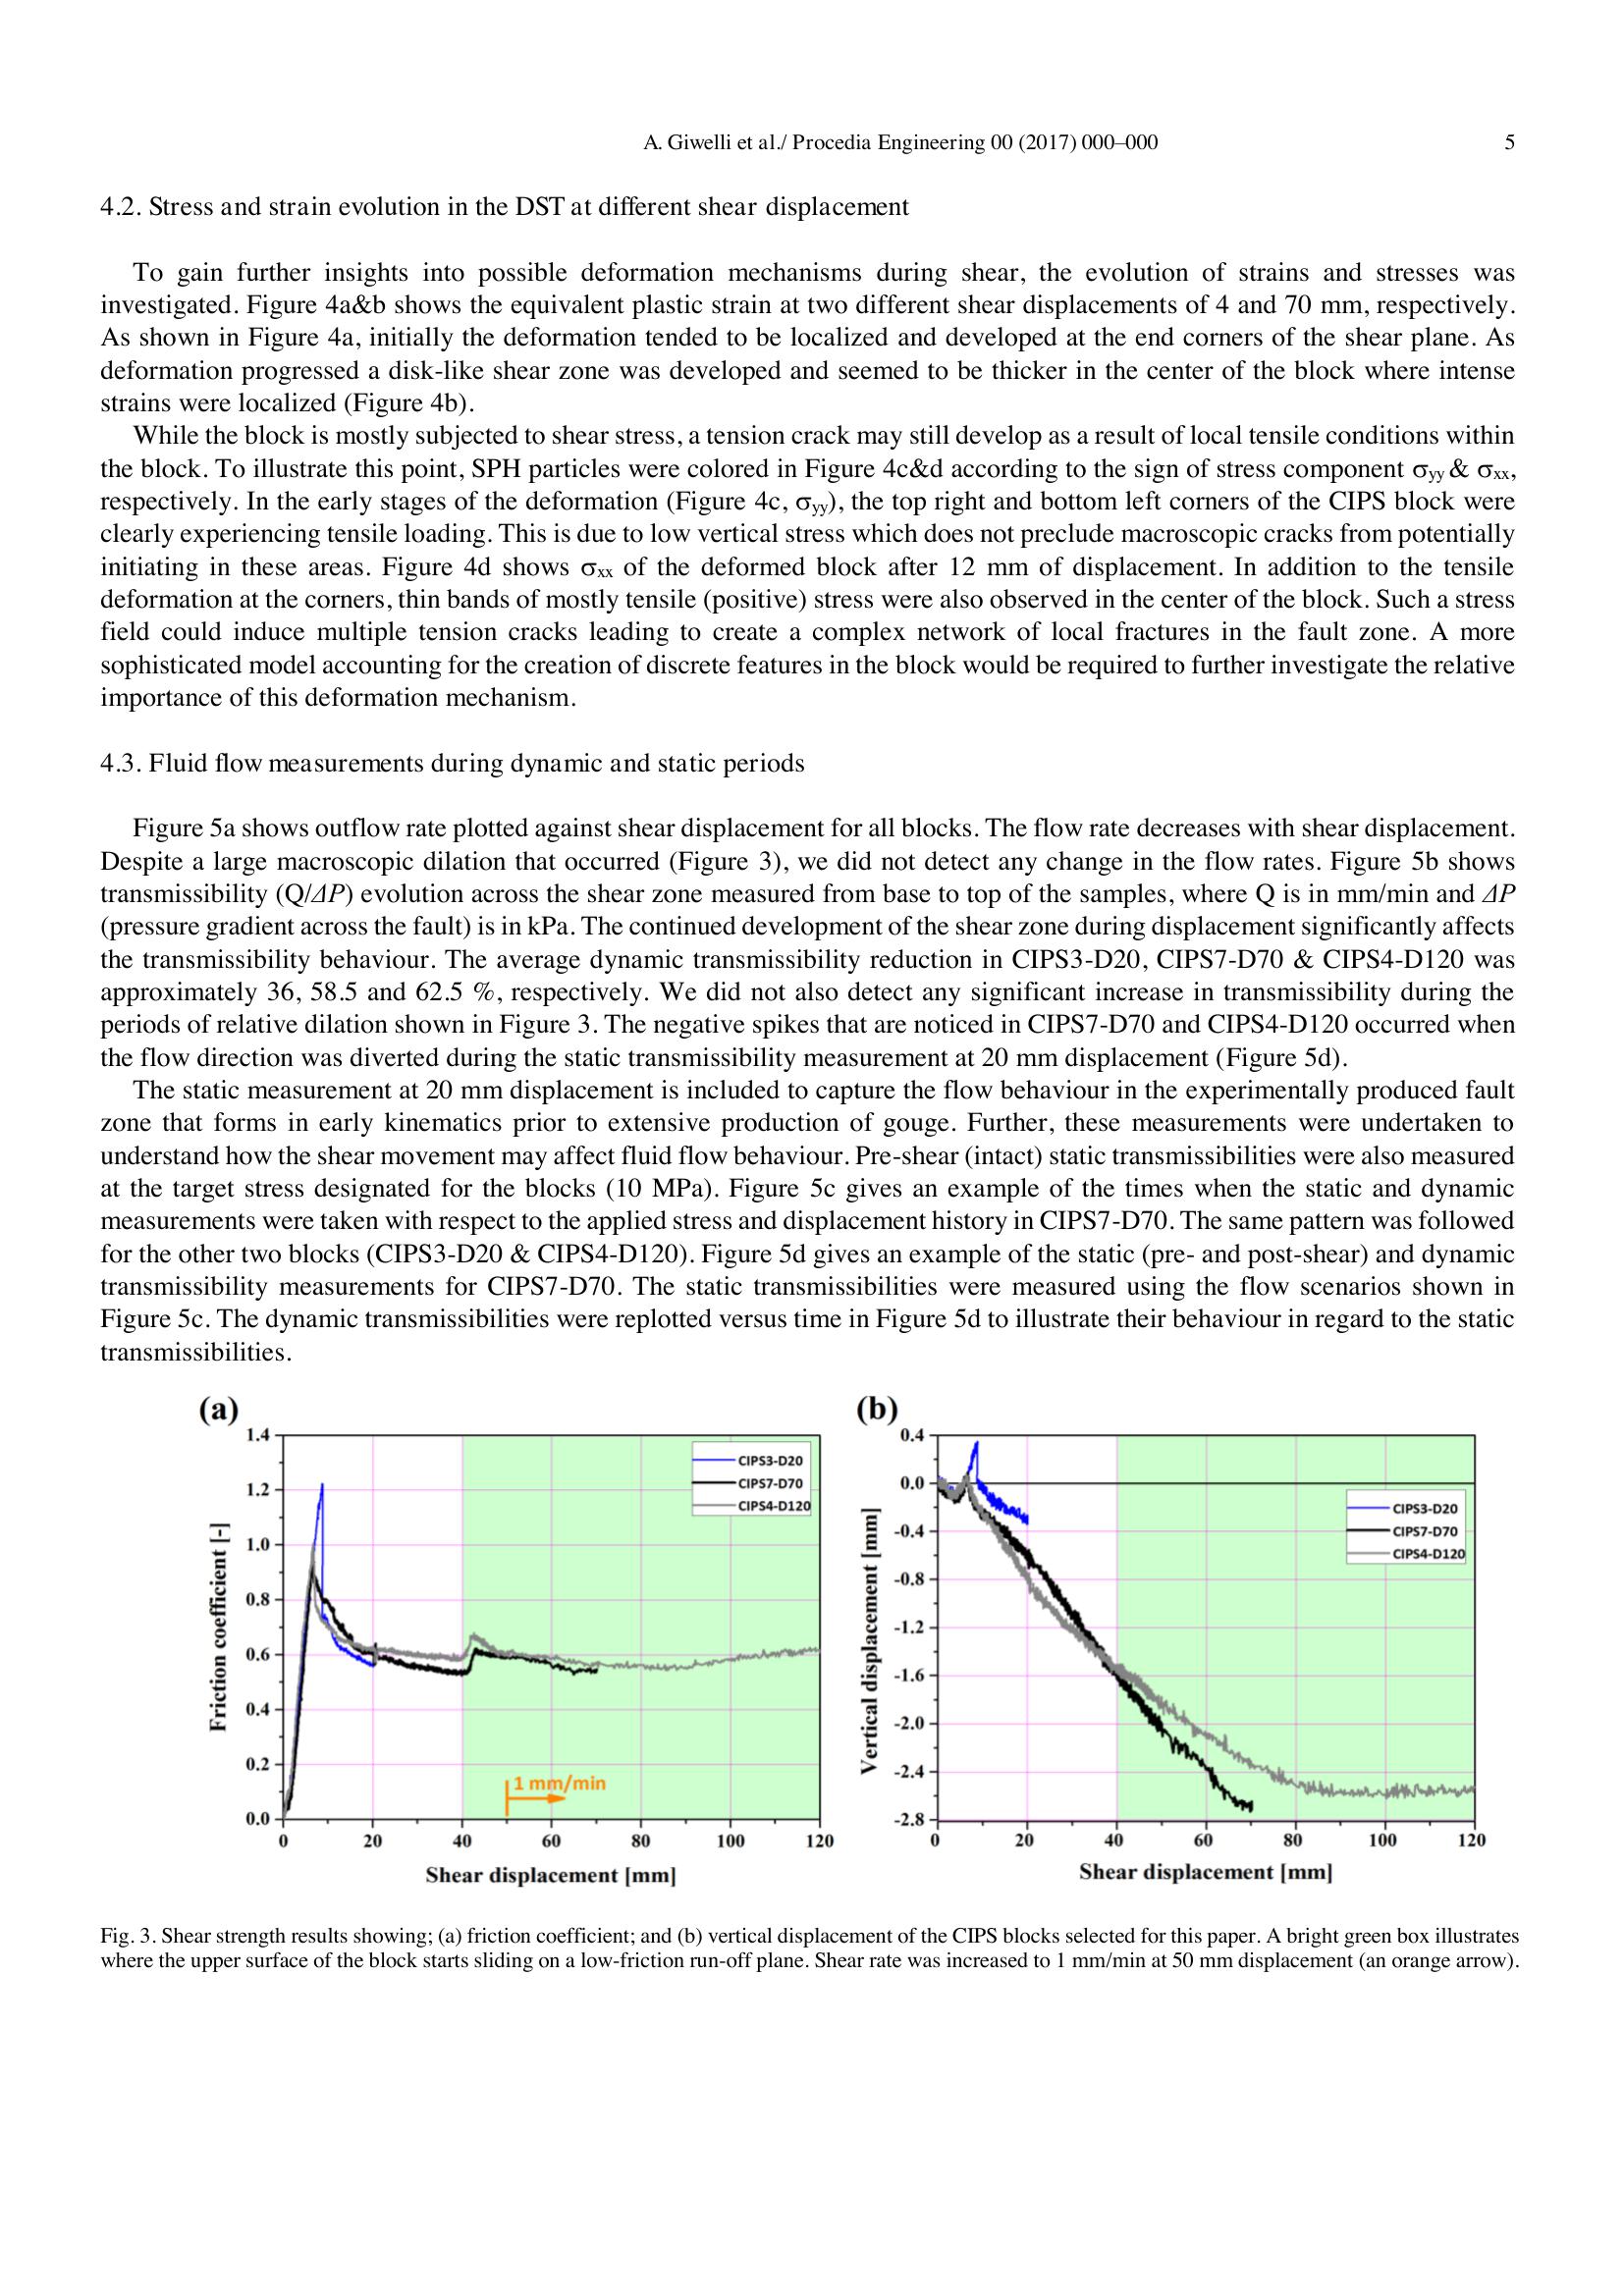 A. Giwelli et al./ Procedia Engineering 00 (2017) 000–000 5
4.2. Stress and strain evolution in the DST at different shear displacement
To gain further insights into possible deformation mechanisms during shear, the evolution of strains and stresses was
investigated. Figure 4a&b shows the equivalent plastic strain at two different shear displacements of 4 and 70 mm, respectively.
As shown in Figure 4a, initially the deformation tended to be localized and developed at the end corners of the shear plane. As
deformation progressed a disk-like shear zone was developed and seemed to be thicker in the center of the block where intense
strains were localized (Figure 4b).
While the block is mostly subjected to shear stress, a tension crack may still develop as a result of local tensile conditions within
the block. To illustrate this point, SPH particles were colored in Figure 4c&d according to the sign of stress component σyy & σxx,
respectively. In the early stages of the deformation (Figure 4c, σyy), the top right and bottom left corners of the CIPS block were
clearly experiencing tensile loading. This is due to low vertical stress which does not preclude macroscopic cracks from potentially
initiating in these areas. Figure 4d shows σxx of the deformed block after 12 mm of displacement. In addition to the tensile
deformation at the corners, thin bands of mostly tensile (positive) stress were also observed in the center of the block. Such a stress
field could induce multiple tension cracks leading to create a complex network of local fractures in the fault zone. A more
sophisticated model accounting for the creation of discrete features in the block would be required to further investigate the relative
importance of this deformation mechanism.
4.3. Fluid flow measurements during dynamic and static periods
Figure 5a shows outflow rate plotted against shear displacement for all blocks. The flow rate decreases with shear displacement.
Despite a large macroscopic dilation that occurred (Figure 3), we did not detect any change in the flow rates. Figure 5b shows
transmissibility (Q/ΔP) evolution across the shear zone measured from base to top of the samples, where Q is in mm/min and ΔP
(pressure gradient across the fault) is in kPa. The continued development of the shear zone during displacement significantly affects
the transmissibility behaviour. The average dynamic transmissibility reduction in CIPS3-D20, CIPS7-D70 & CIPS4-D120 was
approximately 36, 58.5 and 62.5 %, respectively. We did not also detect any significant increase in transmissibility during the
periods of relative dilation shown in Figure 3. The negative spikes that are noticed in CIPS7-D70 and CIPS4-D120 occurred when
the flow direction was diverted during the static transmissibility measurement at 20 mm displacement (Figure 5d).
The static measurement at 20 mm displacement is included to capture the flow behaviour in the experimentally produced fault
zone that forms in early kinematics prior to extensive production of gouge. Further, these measurements were undertaken to
understand how the shear movement may affect fluid flow behaviour. Pre-shear (intact) static transmissibilities were also measured
at the target stress designated for the blocks (10 MPa). Figure 5c gives an example of the times when the static and dynamic
measurements were taken with respect to the applied stress and displacement history in CIPS7-D70. The same pattern was followed
for the other two blocks (CIPS3-D20 & CIPS4-D120). Figure 5d gives an example of the static (pre- and post-shear) and dynamic
transmissibility measurements for CIPS7-D70. The static transmissibilities were measured using the flow scenarios shown in
Figure 5c. The dynamic transmissibilities were replotted versus time in Figure 5d to illustrate their behaviour in regard to the static
transmissibilities.
(a)
1.4
1.2
1.0
0.8
0.6
0.4
0.2
0.0
Friction coefficient [-]
CIPS3-D20
CIPS7-D70
CIPS4-D120
1 mm/min
0 20 40 60 80 100 120
Shear displacement [mm]
(b)
0.4
0.0
-0.4
-0.8
-1.2
-1.6
-2.0
-2.4
-2.8
Vertical displacement [mm]
CIPS3-D20
CIPS7-D70
CIPS4-D120
0 20 40 60 80 100 120
Shear displacement [mm]
Fig. 3. Shear strength results showing; (a) friction coefficient; and (b) vertical displacement of the CIPS blocks selected for this paper. A bright green box illustrates
where the upper surface of the block starts sliding on a low-friction run-off plane. Shear rate was increased to 1 mm/min at 50 mm displacement (an orange arrow).